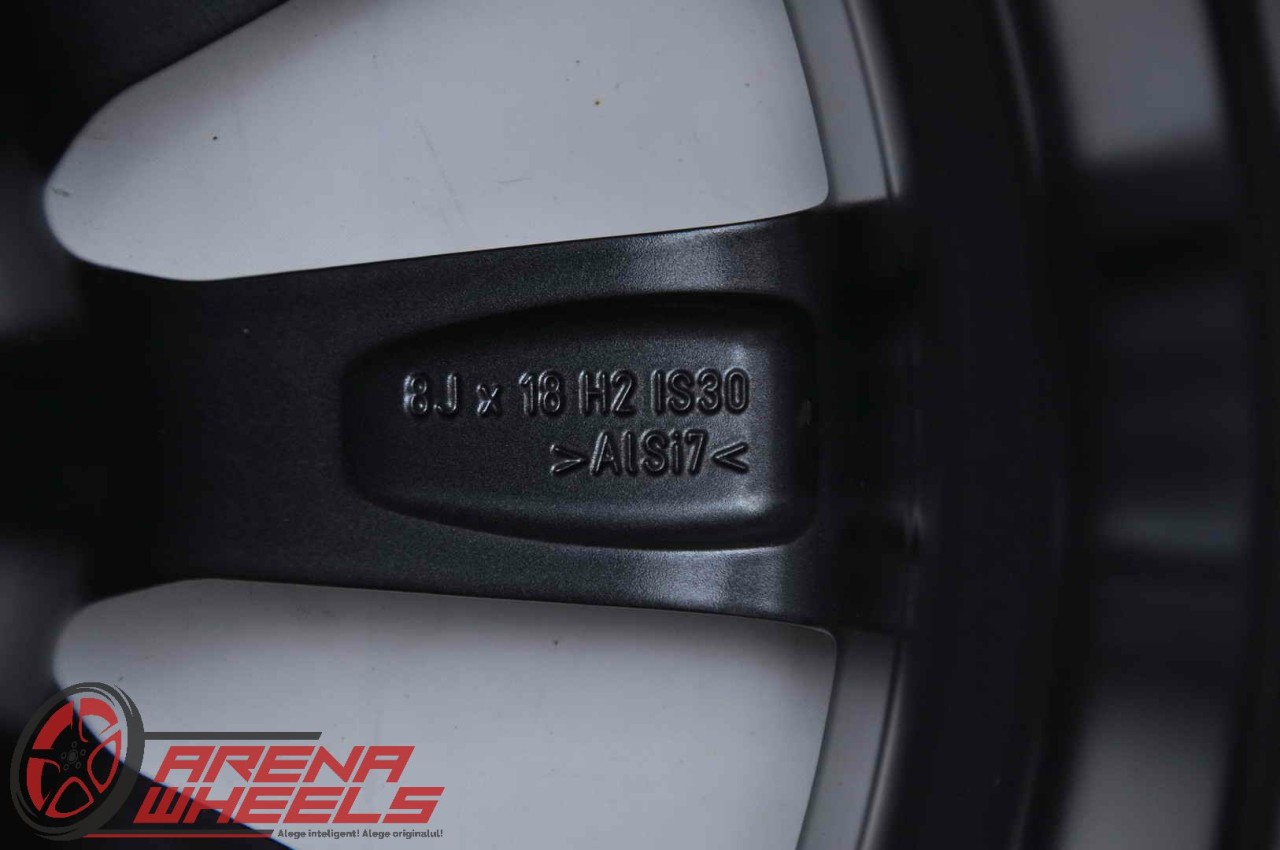 8J x 18 H2 IS30
>AlSi7<
ARENA
WHEELS
Alege inteligent! Alege originalul!